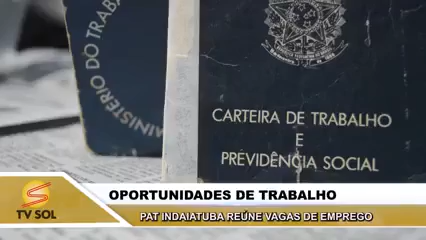 MINISTÉRIO DO TRABA
CARTEIRA DE TRABALHO
E
PREVIDÊNCIA SOCIAL
OPORTUNIDADES DE TRABALHO
TV SOL
PAT INDAIATUBA REÚNE VAGAS DE EMPREGO